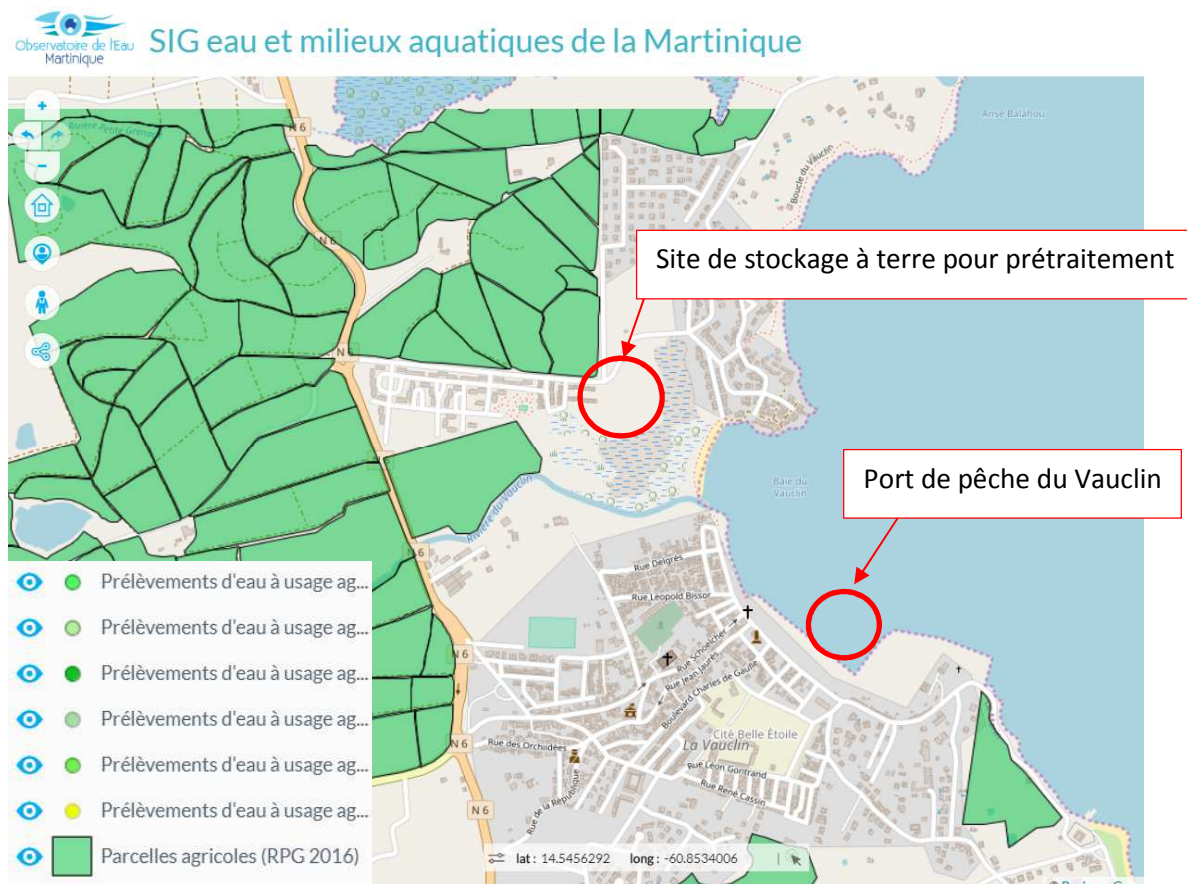 Observatoire de l'Eau
Martinique
SIG eau et milieux aquatiques de la Martinique
Anse Balahou
N 6
Boucle du Vauclin
N 6
Site de stockage à terre pour prétraitement
N 6
Port de pêche du Vauclin
Baie du
Vauclin
Rivière du Vauclin
N 6
Rue Delgrès
Rue Léopold Bissol
Rue Schoelcher
Rue Jean Jaurès
Boulevard Charles de Gaulle
N 6
Cité Belle Étoile
Le Vauclin
Rue des Orchiidées
N 6
Rue Léon Gontrand
Rue René Cassin
Rue de la République
N 6
Prélèvements d'eau à usage ag...
Prélèvements d'eau à usage ag...
Prélèvements d'eau à usage ag...
Prélèvements d'eau à usage ag...
Prélèvements d'eau à usage ag...
Prélèvements d'eau à usage ag...
Parcelles agricoles (RPG 2016)
lat : 14.5456292 long : -60.8534006